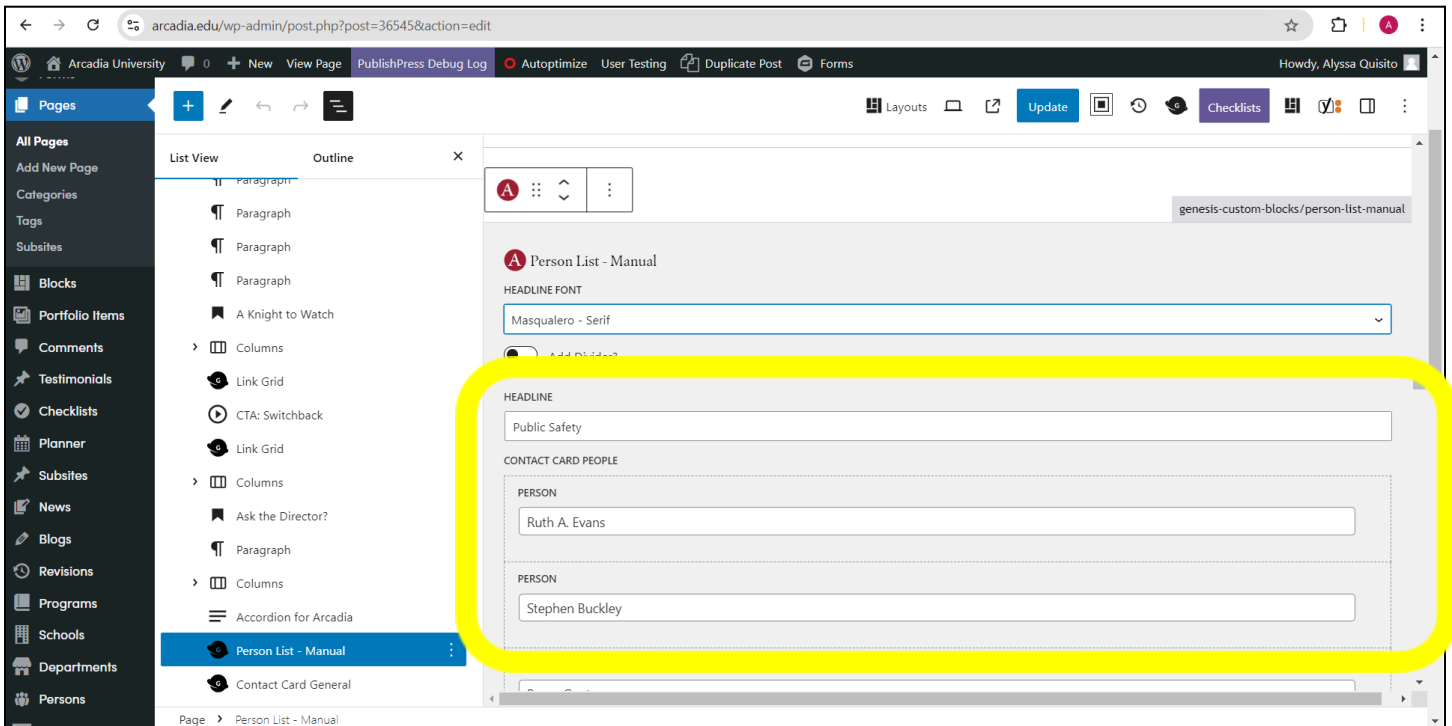 arcadia.edu/wp-admin/post.php?post=36545&action=edit
A
Arcadia University 0 New View Page PublishPress Debug Log Autoptimize User Testing Duplicate Post Forms Howdy, Alyssa Quisito
Pages
Layouts Update Checklists
All Pages
Add New Page
Categories
Tags
Subsites
Blocks
Portfolio Items
Comments
Testimonials
Checklists
Planner
Subsites
News
Blogs
Revisions
Programs
Schools
Departments
Persons
List View Outline
Paragraph
Paragraph
Paragraph
Paragraph
A Knight to Watch
Columns
Link Grid
CTA: Switchback
Link Grid
Columns
Ask the Director?
Paragraph
Columns
Accordion for Arcadia
Person List - Manual
Contact Card General
A
genesis-custom-blocks/person-list-manual
A Person List - Manual
HEADLINE FONT
Masqualero - Serif
Add Divider?
HEADLINE
Public Safety
CONTACT CARD PEOPLE
PERSON
Ruth A. Evans
PERSON
Stephen Buckley
Page Person List - Manual